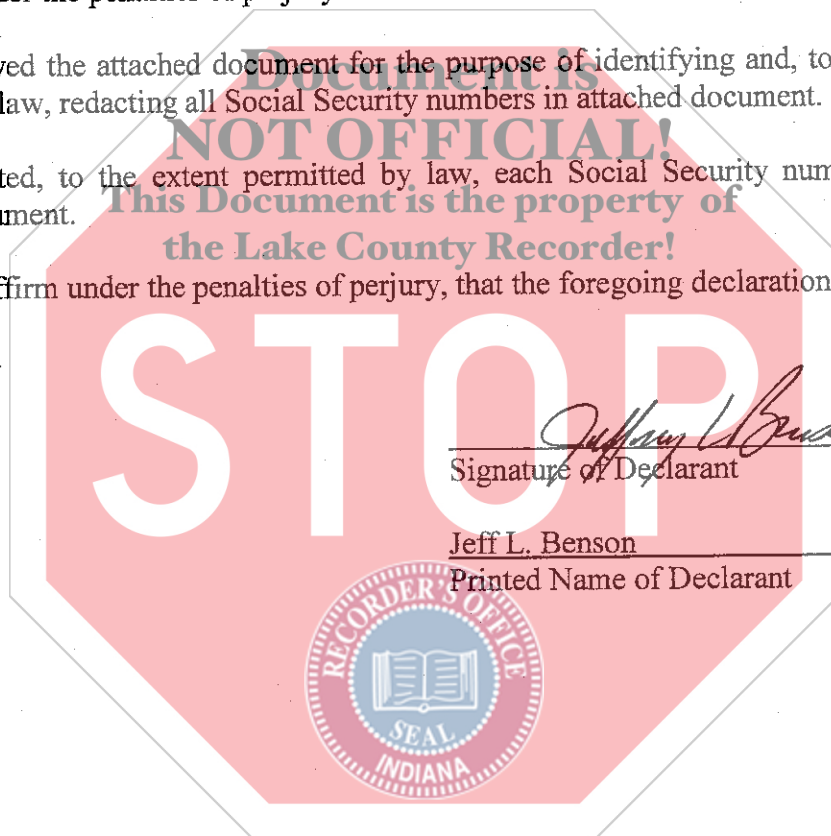 ved the attached document for the purpose of identifying and, to
Document is
law, redacting all Social Security numbers in attached document.
NOT OFFICIAL!
ted, to the extent permitted by law, each Social Security num
This Document is the property of
ument.
the Lake County Recorder!
ffirm under the penalties of perjury, that the foregoing declaration
STOP
Signature of Declarant
Jeff L. Benson
Printed Name of Declarant
RECORDER'S OFFICE
SEAL
INDIANA